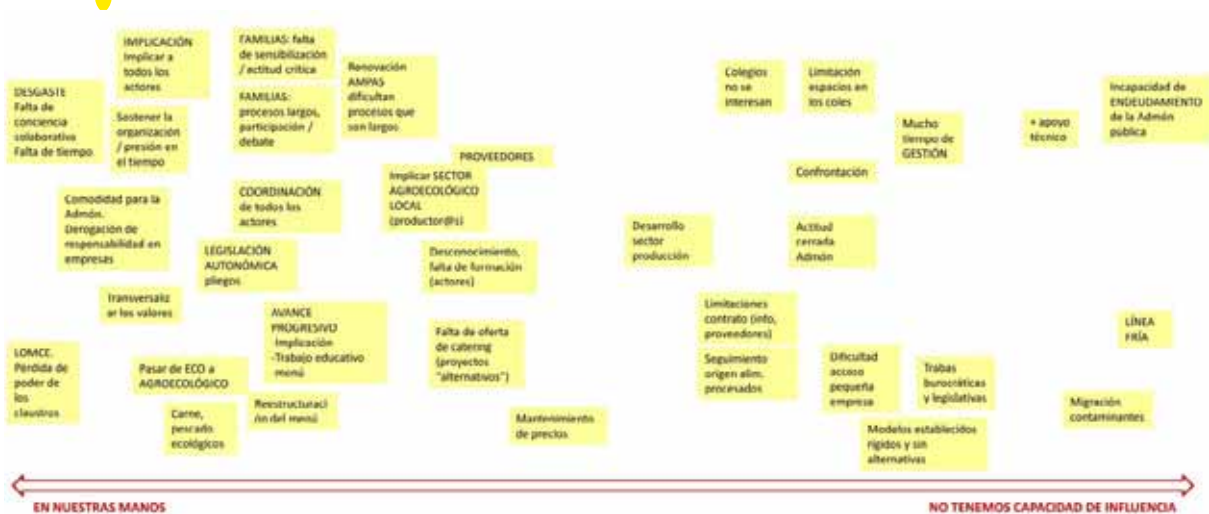 IMPLICACIÓN
Implicar a
todos los
actores
FAMILIAS: falta
de sensibilización
/ actitud crítica
Renovación
AMPAS
dificultan
procesos que
son largos
DESGASTE
Falta de
conciencia
colaborativa
Falta de tiempo
Sostener la
organización
/ presión en
el tiempo
FAMILIAS:
procesos largos,
participación /
debate
Colegios
no se
interesan
Limitación
espacios en
los coles
Mucho
tiempo de
GESTIÓN
+ apoyo
técnico
Incapacidad de
ENDEUDAMIENTO
de la Admón
pública
PROVEEDORES
Implicar SECTOR
AGROECOLÓGICO
LOCAL
(productor@s)
Confrontación
Comodidad para la
Admón.
Derogación de
responsabilidad en
empresas
COORDINACIÓN
de todos los
actores
LEGISLACIÓN
AUTONÓMICA
pliegos
Desconocimiento,
falta de formación
(actores)
Desarrollo
sector
producción
Actitud
cerrada
Admón
Transversaliz
ar los valores
AVANCE
PROGRESIVO
-Implicación
-Trabajo educativo
menú
Falta de oferta
de catering
(proyectos
"alternativos")
Limitaciones
contrato (info,
proveedores)
Seguimiento
origen alim.
procesados
LÍNEA
FRÍA
LOMCE.
Pérdida de
poder de
los
claustros
Pasar de ECO a
AGROECOLÓGICO
Carne,
pescado
ecológicos
Reestructuraci
ón del menú
Mantenimiento
de precios
Dificultad
acceso
pequeña
empresa
Trabas
burocráticas
y legislativas
Modelos establecidos
rígidos y sin
alternativas
Migración
contaminantes
EN NUESTRAS MANOS
NO TENEMOS CAPACIDAD DE INFLUENCIA